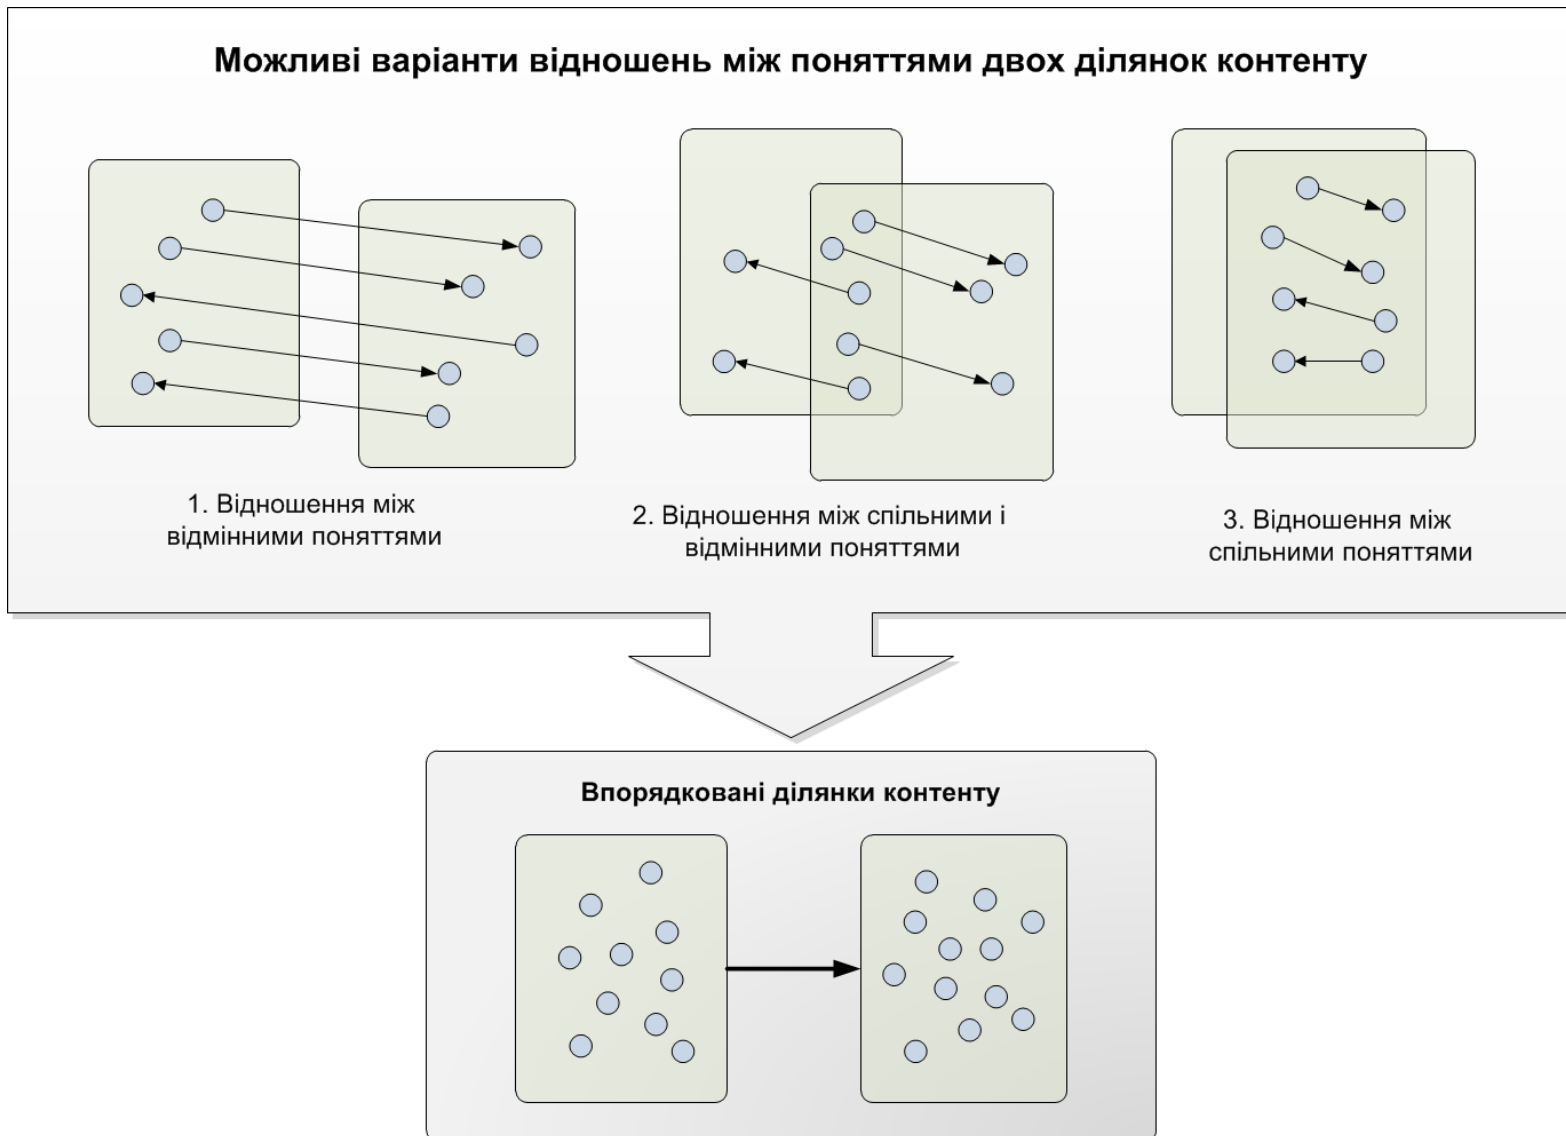 Можливі варіанти відношень між поняттями двох ділянок контенту
1. Відношення між
відмінними поняттями
2. Відношення між спільними і
відмінними поняттями
3. Відношення між
спільними поняттями
Впорядковані ділянки контенту